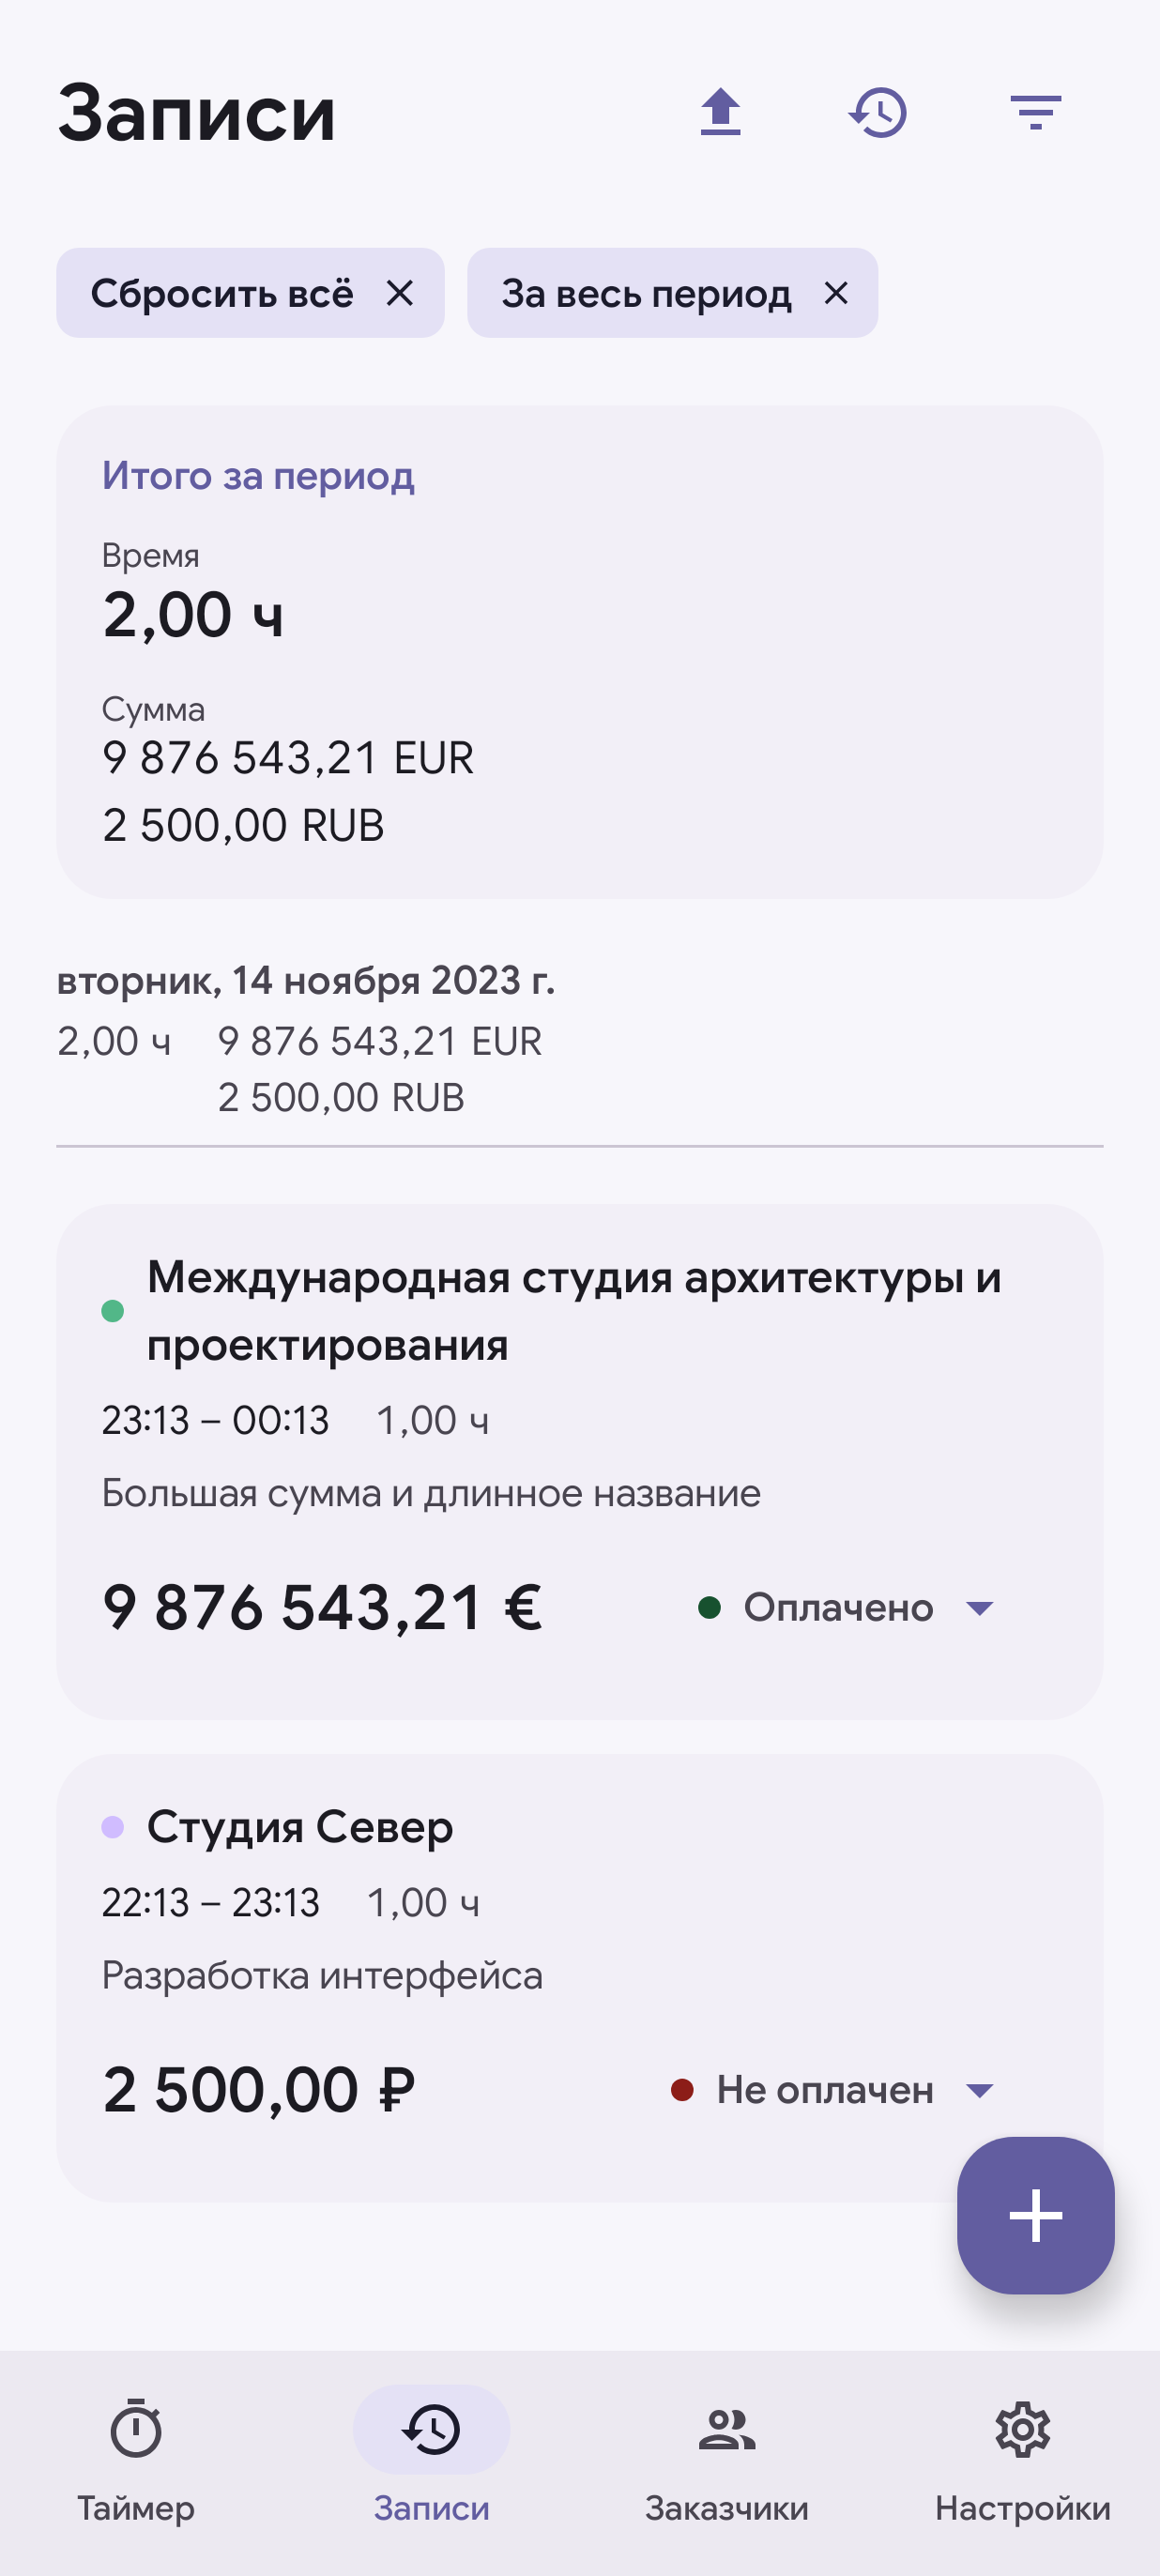 Записи
Сбросить всё
За весь период
Итого за период
Время
2,00 ч
Сумма
9 876 543,21 EUR
2 500,00 RUB
вторник, 14 ноября 2023 г.
2,00 ч 9 876 543,21 EUR
2 500,00 RUB
Международная студия архитектуры и
проектирования
23:13 – 00:13 1,00 ч
Большая сумма и длинное название
9 876 543,21 € Оплачено
Студия Север
22:13 – 23:13 1,00 ч
Разработка интерфейса
2 500,00 ₽ Не оплачен
Таймер
Записи
Заказчики
Настройки